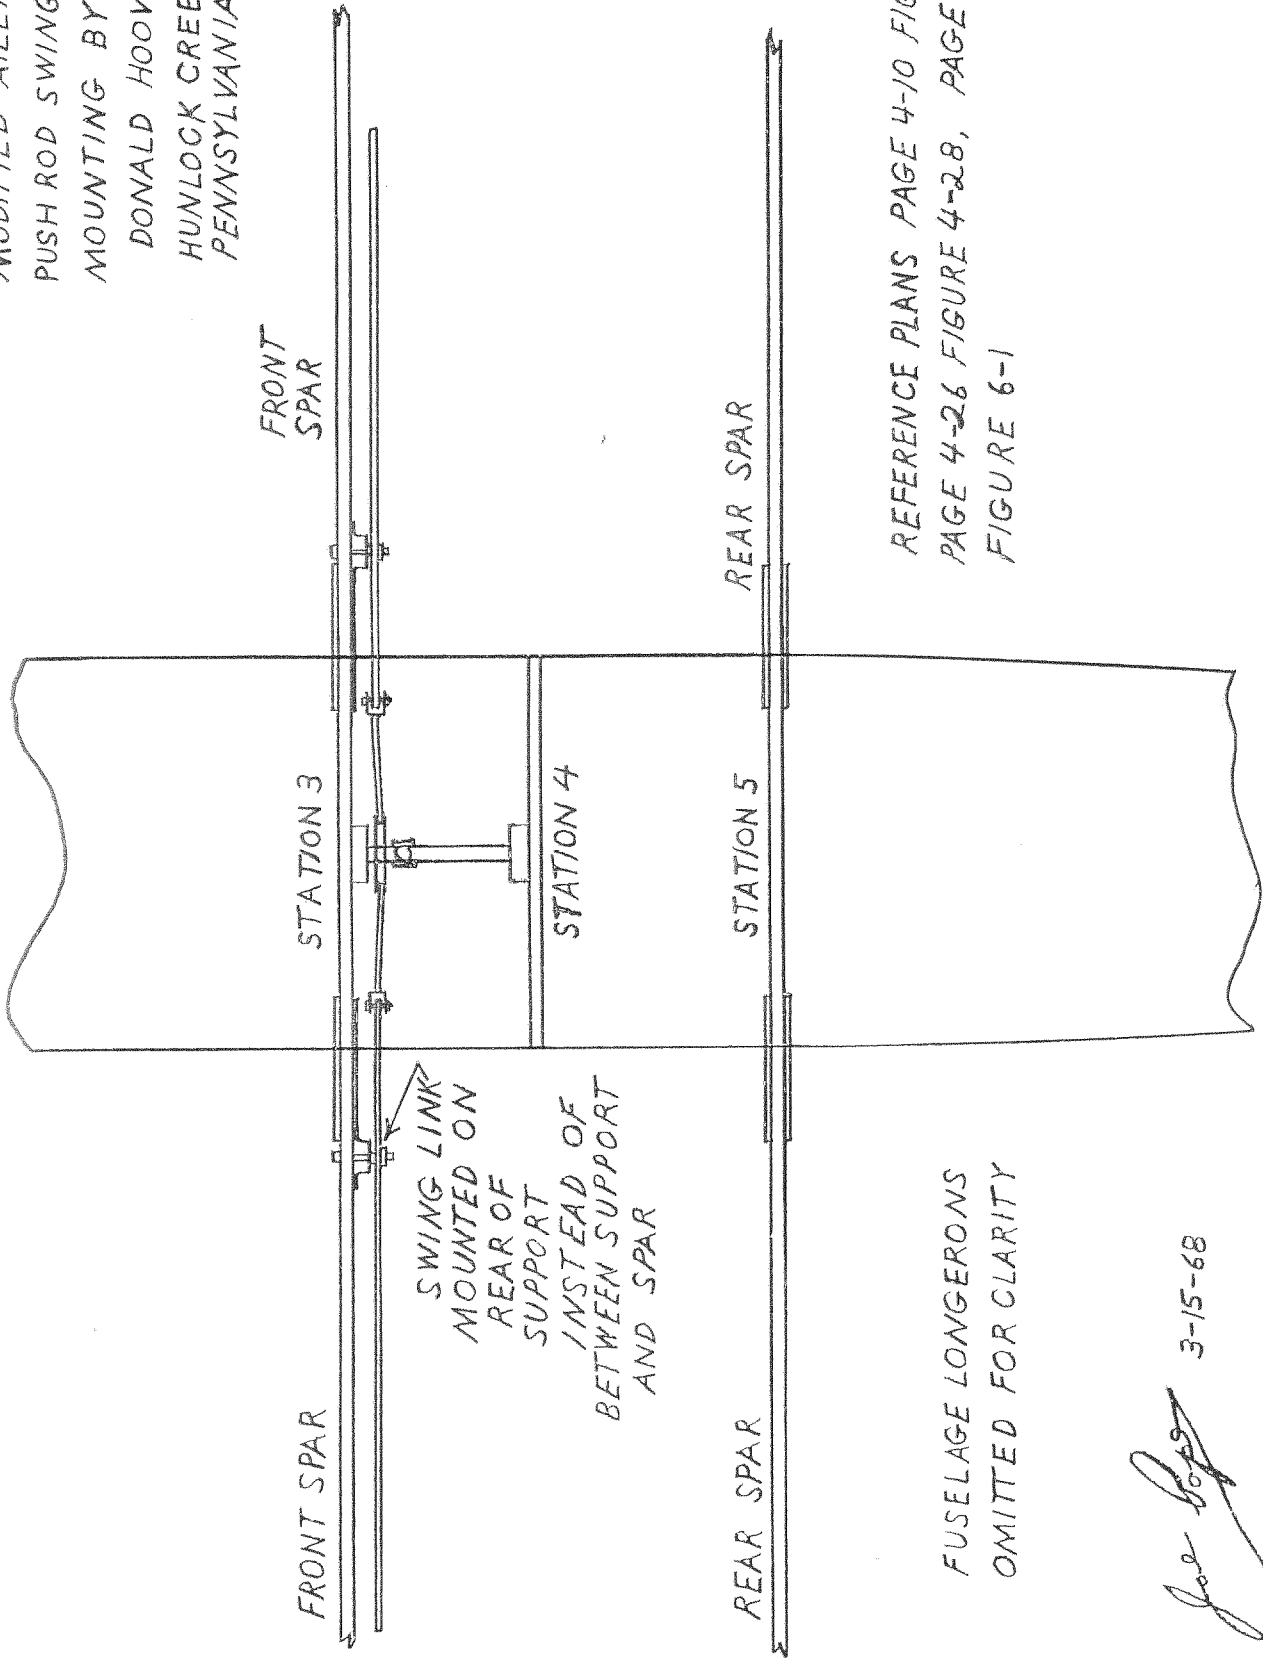 PUSH ROD SWING
MOUNTING BY
DONALD HOOV
HUNLOCK CREE
PENNSYLVANIA
FRONT
SPAR
FRONT SPAR
STATION 3
SWING LINK
MOUNTED ON
REAR OF
SUPPORT
INSTEAD OF
BETWEEN SUPPORT
AND SPAR
STATION 4
REAR SPAR
STATION 5
REAR SPAR
REFERENCE PLANS PAGE 4-10 FIG
PAGE 4-26 FIGURE 4-28, PAGE
FIGURE 6-1
FUSELAGE LONGERONS
OMITTED FOR CLARITY
Joe 3-15-68